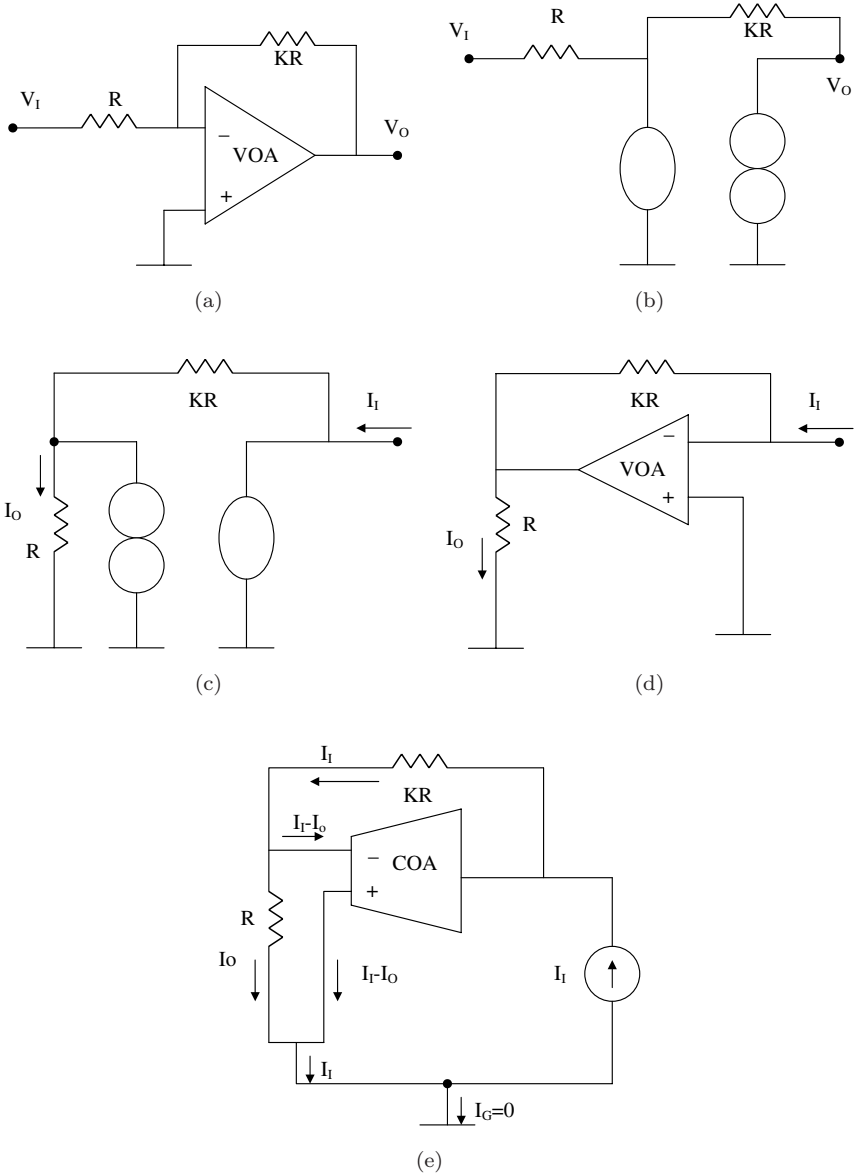 R
KR
V_I
R
VOA
−
+
V_O
(a)
V_I
R
KR
V_O
(b)
KR
I_I
I_O
R
(c)
KR
I_I
VOA
−
+
I_O
R
(d)
I_I
KR
I_I-I_o
−
COA
+
R
Io
I_I-I_O
I_I
I_I
I_G=0
(e)